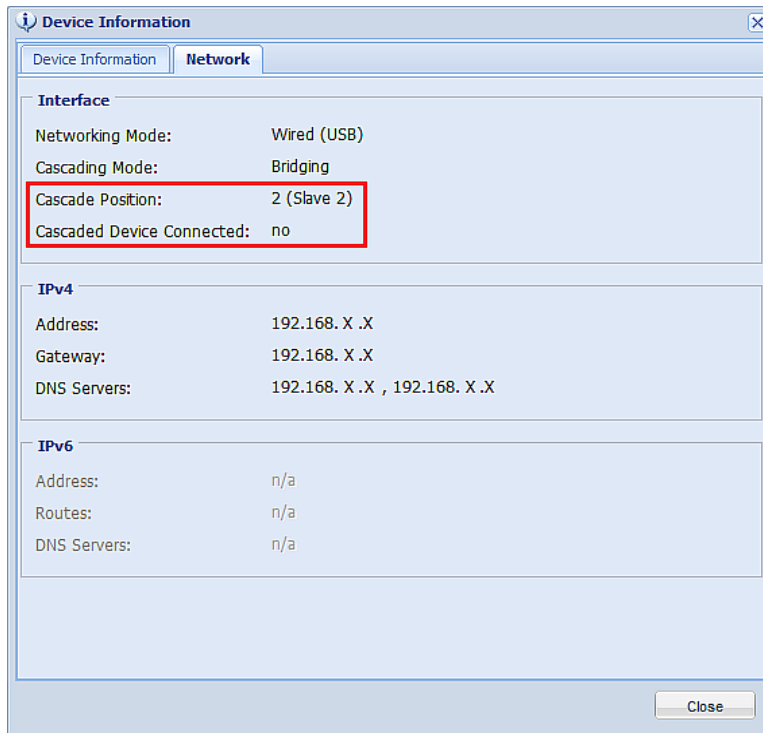 Device Information
Device Information Network
Interface
Networking Mode: Wired (USB)
Cascading Mode: Bridging
Cascade Position: 2 (Slave 2)
Cascaded Device Connected: no
IPv4
Address: 192.168. X .X
Gateway: 192.168. X .X
DNS Servers: 192.168. X .X , 192.168. X .X
IPv6
Address: n/a
Routes: n/a
DNS Servers: n/a
Close